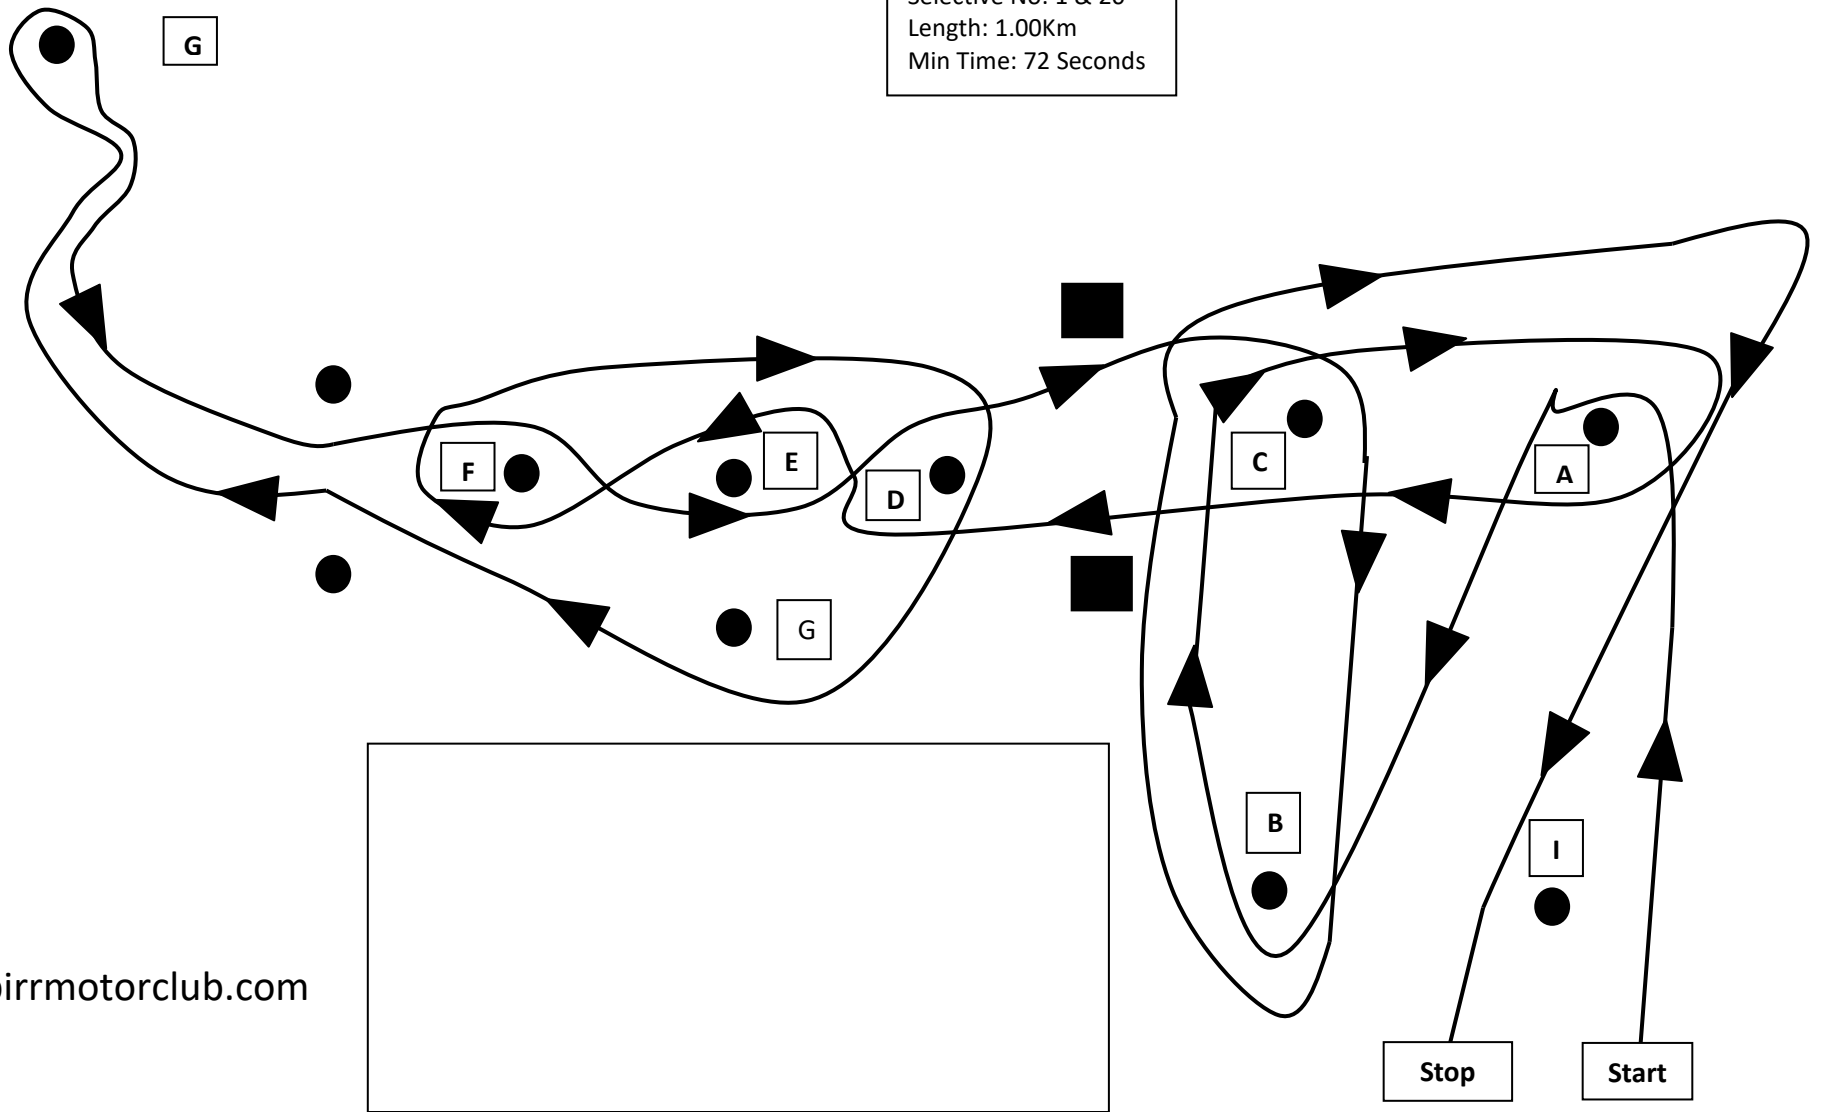 Length: 1.00Km
Min Time: 72 Seconds
G
F
E
D
C
A
G
B
I
irrmotorclub.com
Stop
Start